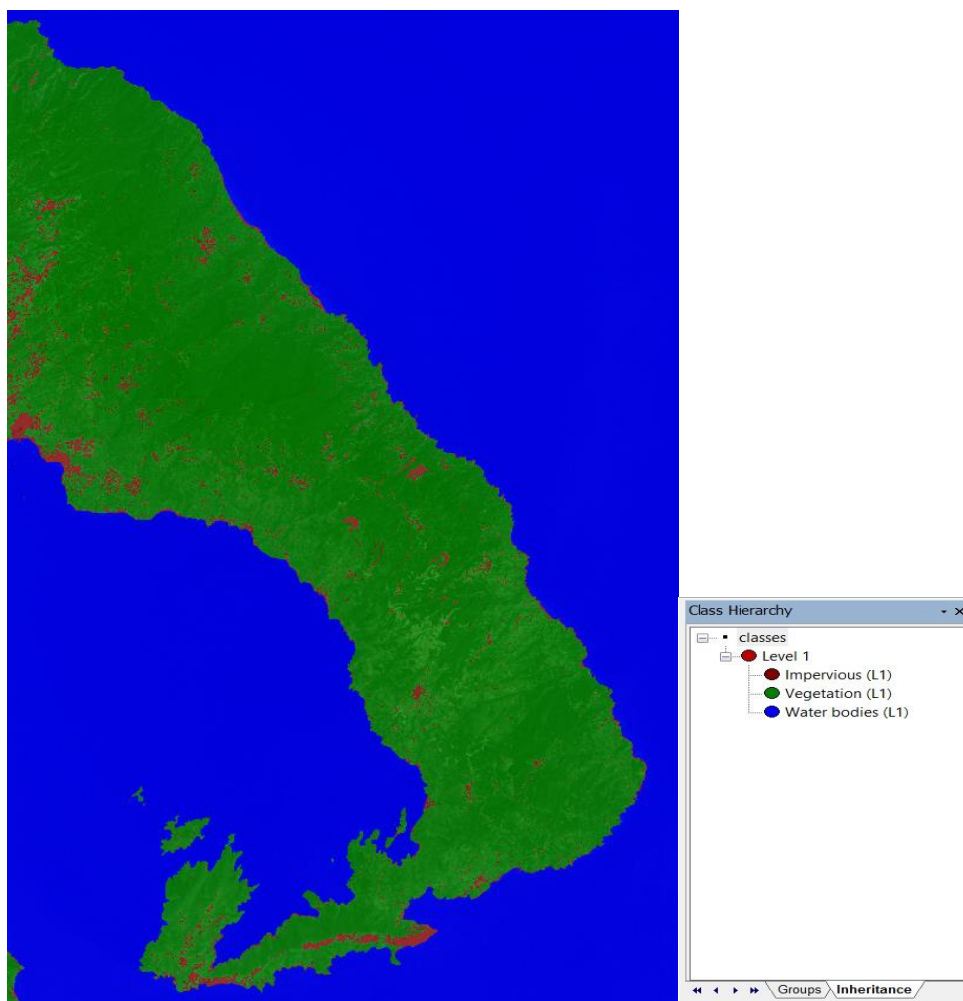 Class Hierarchy
classes
Level 1
Impervious (L1)
Vegetation (L1)
Water bodies (L1)
Groups Inheritance